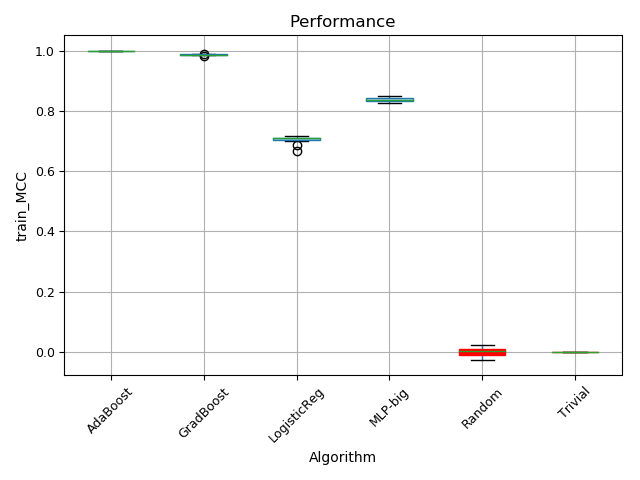 Performance
train_MCC
1.0
0.8
0.6
0.4
0.2
0.0
AdaBoost
GradBoost
LogisticReg
MLP-big
Random
Trivial
Algorithm